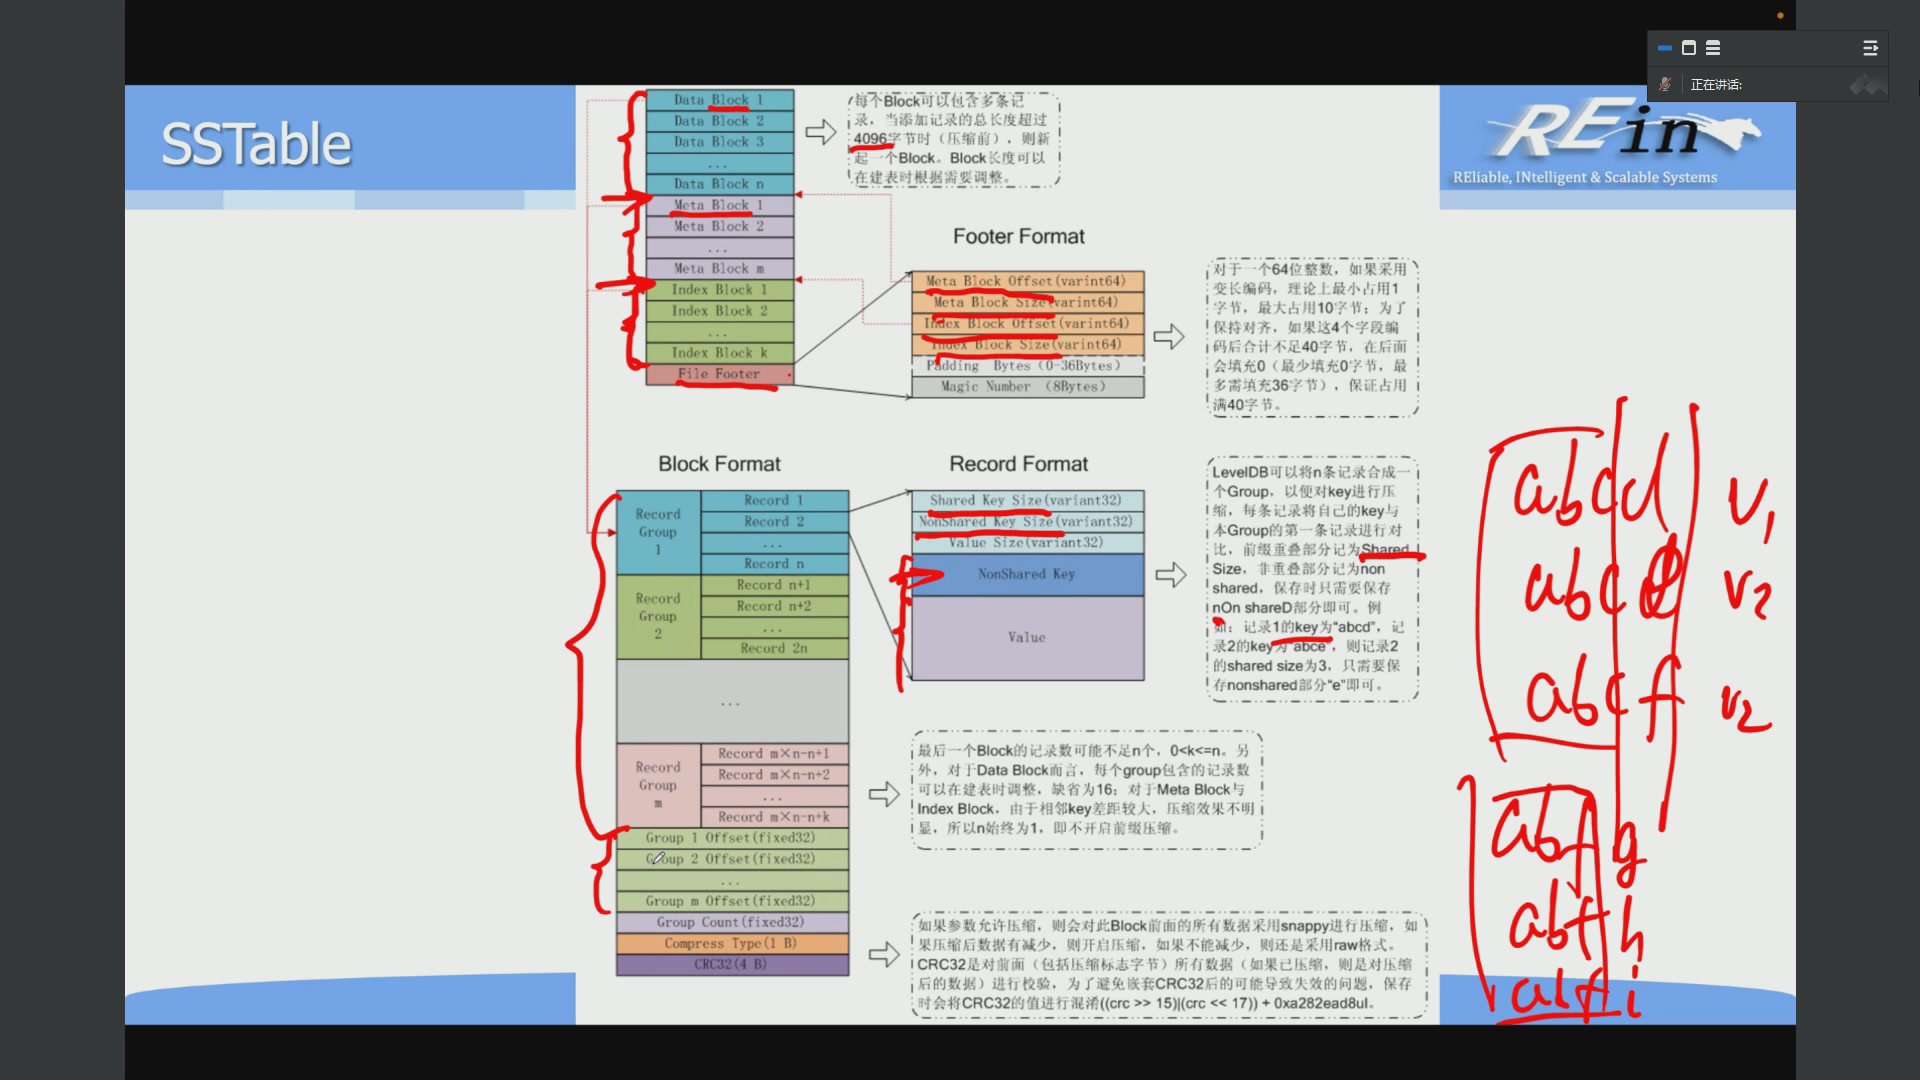 正在讲话:
SSTable
REin
REliable, INtelligent & Scalable Systems
Data Block 1
Data Block 2
Data Block 3
...
Data Block n
Meta Block 1
Meta Block 2
...
Meta Block m
Index Block 1
Index Block 2
...
Index Block k
File Footer
每个Block可以包含多条记
录，当添加记录的总长度超过
4096字节时（压缩前），则新
起一个Block。Block长度可以
在建表时根据需要调整。
Footer Format
Meta Block Offset(varint64)
Meta Block Size(varint64)
Index Block Offset(varint64)
Index Block Size(varint64)
Padding Bytes (0-36Bytes)
Magic Number (8Bytes)
对于一个64位整数，如果采用
变长编码，理论上最小占用1
字节，最大占用10字节；为了
保持对齐，如果这4个字段编
码后合计不足40字节，在后面
会填充0（最少填充0字节，最
多需填充36字节），保证占用
满40字节。
Block Format
Record Group 1
Record 1
Record 2
...
Record n
Record Group 2
Record n+1
Record n+2
...
Record 2n
...
Record Group m
Record m×n-n+1
Record m×n-n+2
...
Record m×n-n+k
Group 1 Offset(fixed32)
Group 2 Offset(fixed32)
...
Group m Offset(fixed32)
Group Count(fixed32)
Compress Type(1 B)
CRC32(4 B)
Record Format
Shared Key Size(variant32)
NonShared Key Size(variant32)
Value Size(variant32)
NonShared Key
Value
LevelDB可以将n条记录合成一
个Group，以便对key进行压
缩，每条记录将自己的key与
本Group的第一条记录进行对
比，前缀重叠部分记为Shared
Size，非重叠部分记为non
shared，保存时只需要保存
nOn shareD部分即可。例
如：记录1的key为“abcd”，记
录2的key为“abce”，则记录2
的shared size为3，只需要保
存nonshared部分“e”即可。
最后一个Block的记录数可能不足n个，0<k<=n。另
外，对于Data Block而言，每个group包含的记录数
可以在建表时调整，缺省为16；对于Meta Block与
Index Block，由于相邻key差距较大，压缩效果不明
显，所以n始终为1，即不开启前缀压缩。
如果参数允许压缩，则会对此Block前面的所有数据采用snappy进行压缩，如
果压缩后数据有减少，则开启压缩，如果不能减少，则还是采用raw格式。
CRC32是对前面（包括压缩标志字节）所有数据（如果已压缩，则是对压缩
后的数据）进行校验，为了避免嵌套CRC32后的可能导致失效的问题，保存
时会将CRC32的值进行混淆((crc >> 15)|(crc << 17)) + 0xa282ead8ul。
abcd v1
abce v2
abcf v2
abfg
abfh
abfi